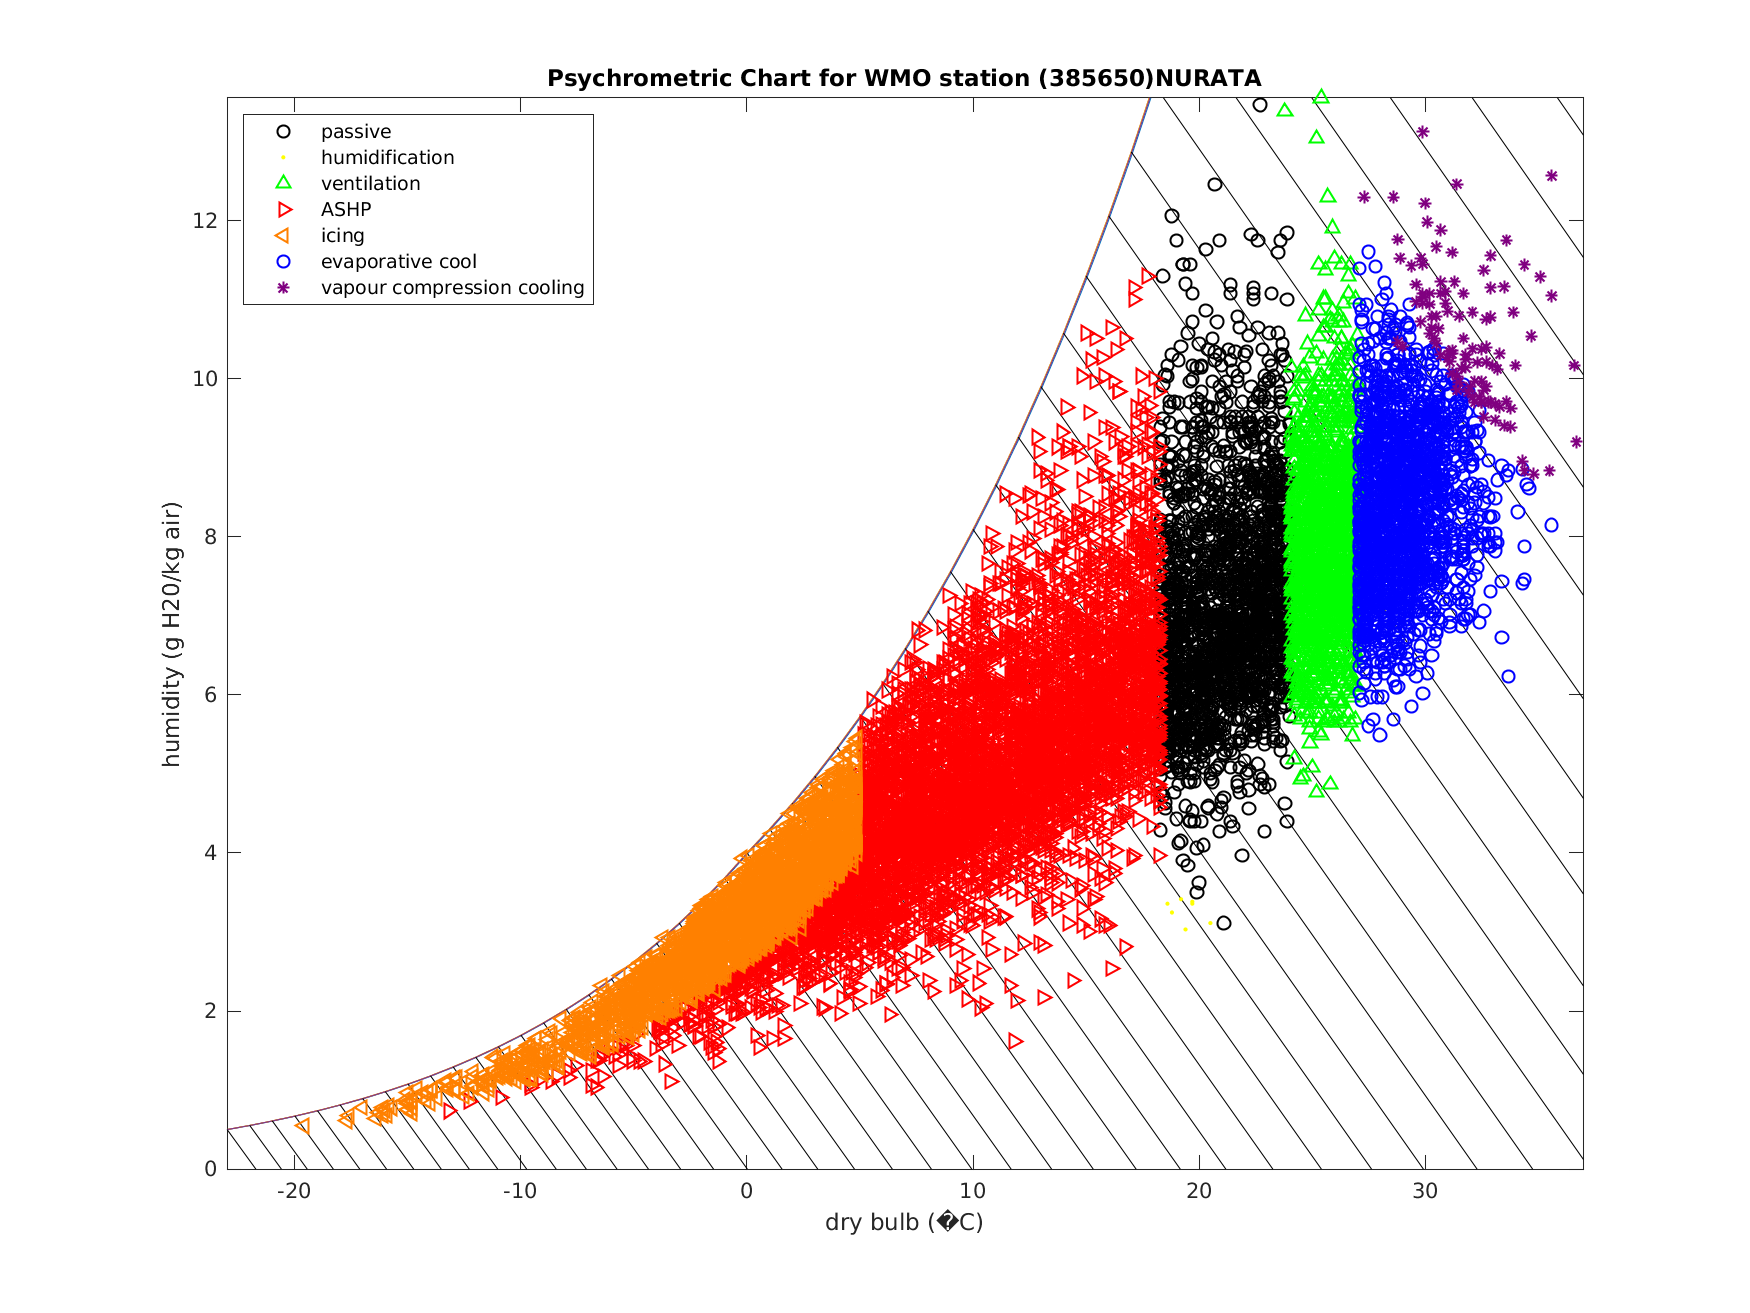 Psychrometric Chart for WMO station (385650)NURATA
passive
humidification
ventilation
ASHP
icing
evaporative cool
vapour compression cooling
humidity (g H20/kg air)
12
10
8
6
4
2
0
-20 -10 0 10 20 30
dry bulb (�C)